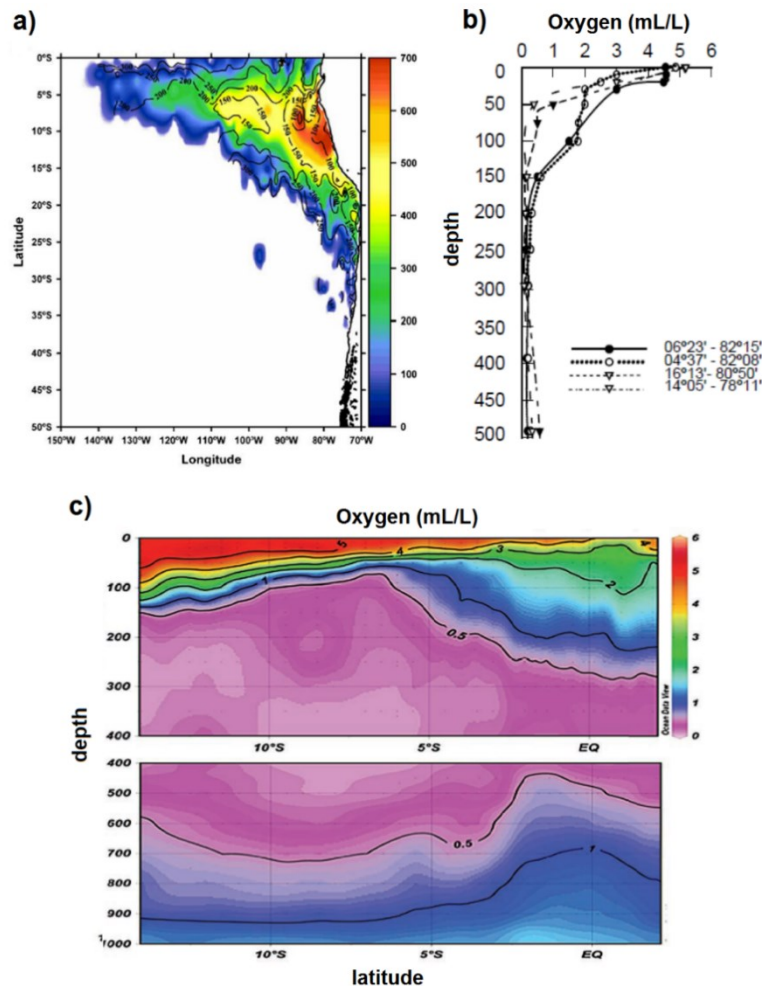 a)
0°S
5°S
10°S
15°S
20°S
25°S
30°S
35°S
40°S
45°S
50°S
Latitude
150°W 140°W 130°W 120°W 110°W 100°W 90°W 80°W 70°W
Longitude
700
600
500
400
300
200
100
0
b)
Oxygen (mL/L)
0 1 2 3 4 5 6
0
50
100
150
200
250
300
350
400
450
500
depth
06º23' - 82º15'
04º37' - 82º08'
16º13' - 80º50'
14º05' - 78º11'
c)
Oxygen (mL/L)
0
100
200
300
400
5
4
3
4
2
1
0.5
10°S 5°S EQ
6
5
4
3
2
1
0
Ocean Data View
depth
400
500
600
700
800
900
1000
0.5
1
10°S 5°S EQ
latitude